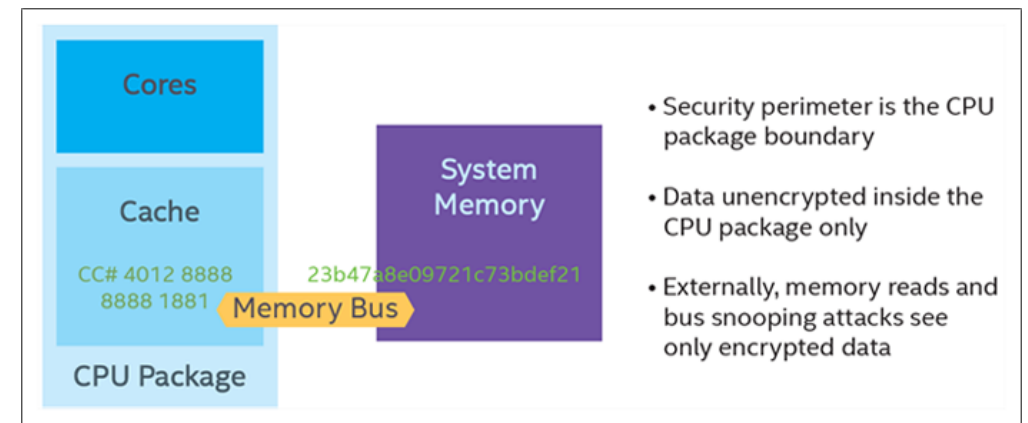 Cores
Cache
CC# 4012 8888
8888 1881
CPU Package
Memory Bus
System
Memory
23b47a8e09721c73bdef21
• Security perimeter is the CPU
package boundary
• Data unencrypted inside the
CPU package only
• Externally, memory reads and
bus snooping attacks see
only encrypted data